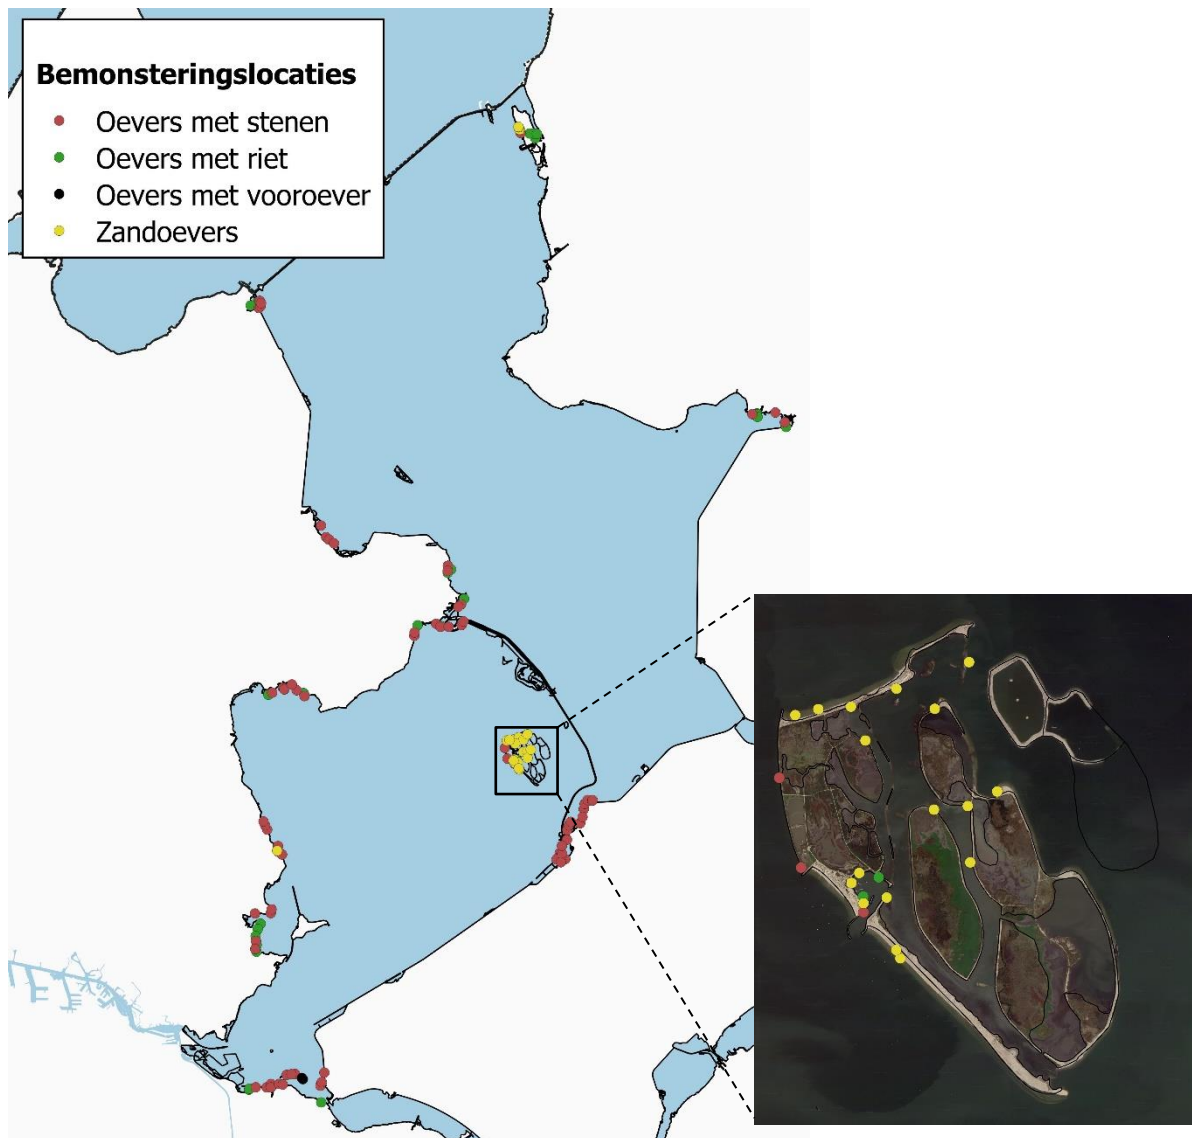 Bemonsteringslocaties
Oevers met stenen
Oevers met riet
Oevers met vooroever
Zandoevers